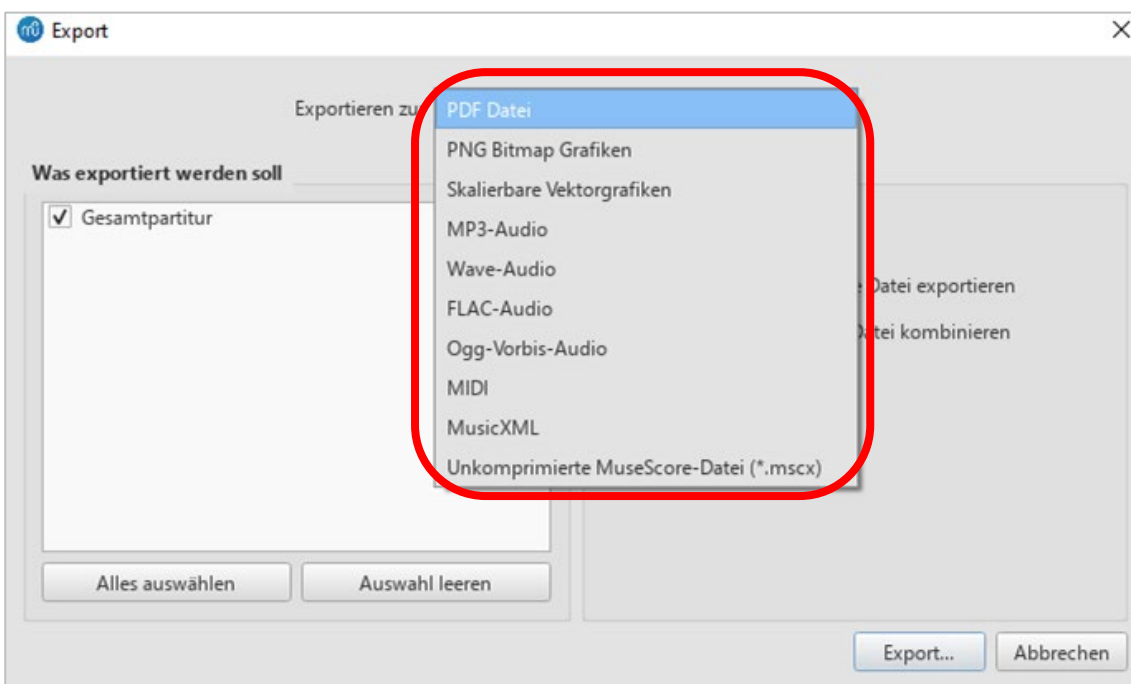 Export
Exportieren zu
PDF Datei
PNG Bitmap Grafiken
Skalierbare Vektorgrafiken
MP3-Audio
Wave-Audio
FLAC-Audio
Ogg-Vorbis-Audio
MIDI
MusicXML
Unkomprimierte MuseScore-Datei (*.mscx)
Was exportiert werden soll
Gesamtpartitur
Datei exportieren
Datei kombinieren
Alles auswählen
Auswahl leeren
Export...
Abbrechen